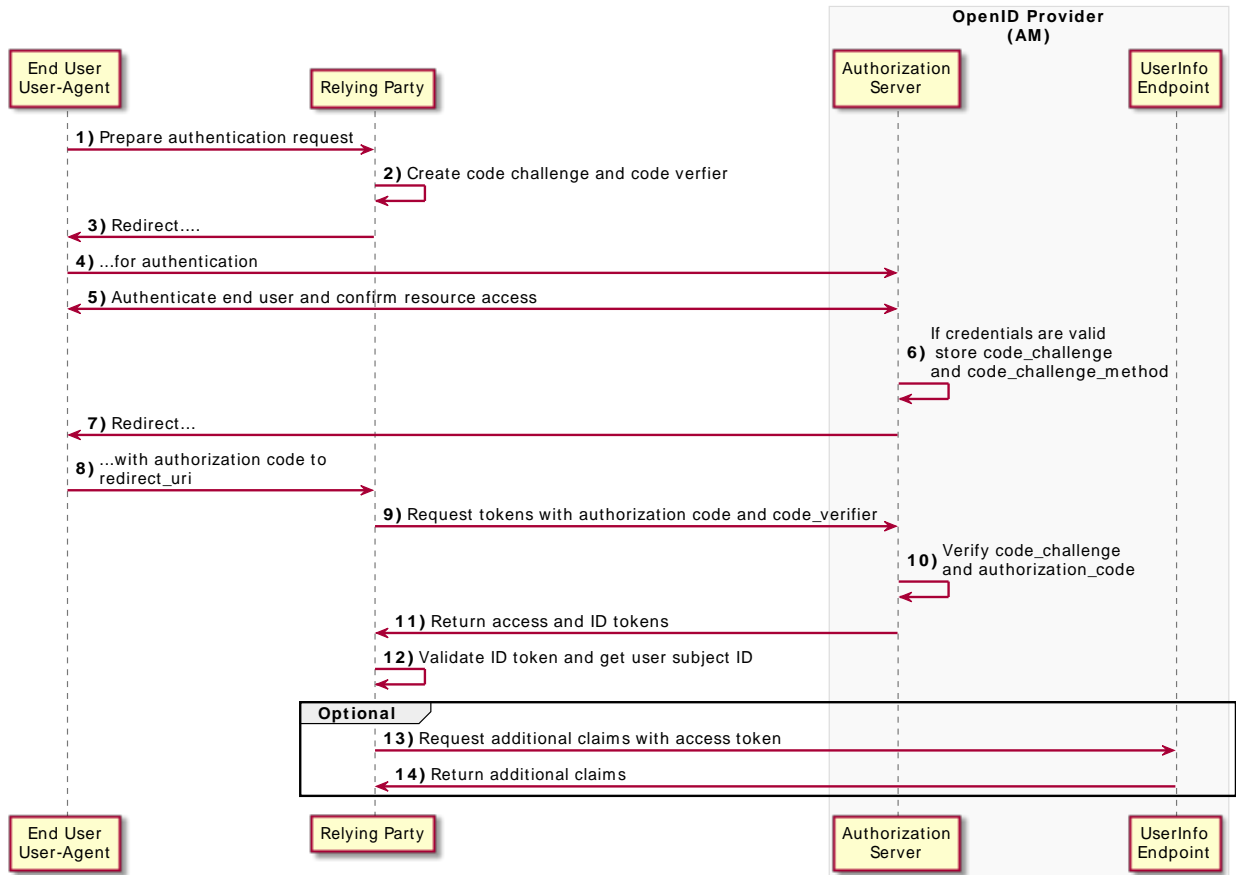 OpenID Provider
(AM)
End User
User-Agent
Relying Party
Authorization
Server
UserInfo
Endpoint
1) Prepare authentication request
2) Create code challenge and code verfier
3) Redirect....
4) ...for authentication
5) Authenticate end user and confirm resource access
If credentials are valid
6) store code_challenge
and code_challenge_method
7) Redirect...
8) ...with authorization code to
redirect_uri
9) Request tokens with authorization code and code_verifier
10) Verify code_challenge
and authorization_code
11) Return access and ID tokens
12) Validate ID token and get user subject ID
Optional
13) Request additional claims with access token
14) Return additional claims
End User
User-Agent
Relying Party
Authorization
Server
UserInfo
Endpoint